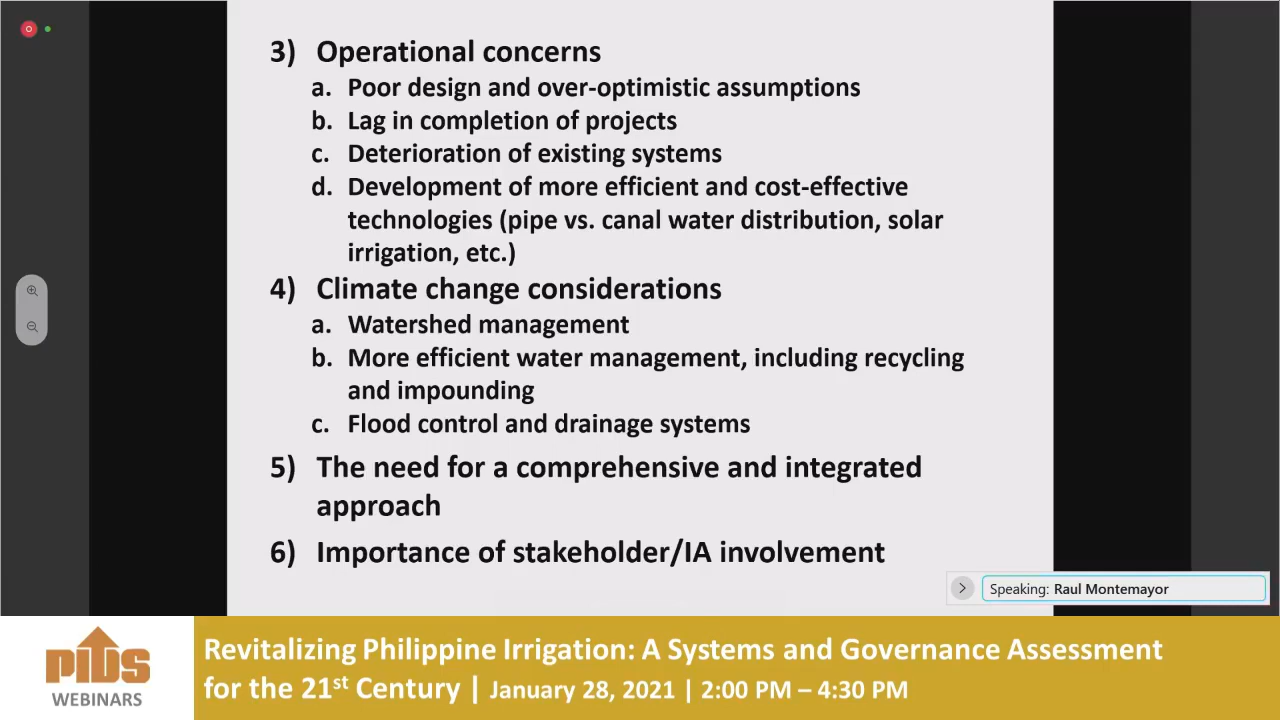 3) Operational concerns
a. Poor design and over-optimistic assumptions
b. Lag in completion of projects
c. Deterioration of existing systems
d. Development of more efficient and cost-effective
technologies (pipe vs. canal water distribution, solar
irrigation, etc.)
4) Climate change considerations
a. Watershed management
b. More efficient water management, including recycling
and impounding
c. Flood control and drainage systems
5) The need for a comprehensive and integrated
approach
6) Importance of stakeholder/IA involvement
Speaking: Raul Montemayor
PIDS
WEBINARS
Revitalizing Philippine Irrigation: A Systems and Governance Assessment
for the 21st Century | January 28, 2021 | 2:00 PM – 4:30 PM